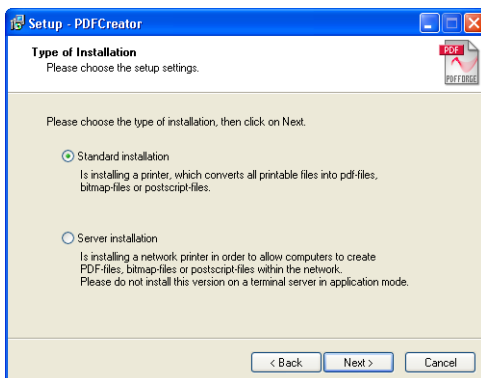 Setup - PDFCreator
Type of Installation
Please choose the setup settings.
PDF
PDFFORGE
Please choose the type of installation, then click on Next.
Standard installation
Is installing a printer, which converts all printable files into pdf-files,
bitmap-files or postscript-files.
Server installation
Is installing a network printer in order to allow computers to create
PDF-files, bitmap-files or postscript-files within the network.
Please do not install this version on a terminal server in application mode.
< Back Next > Cancel